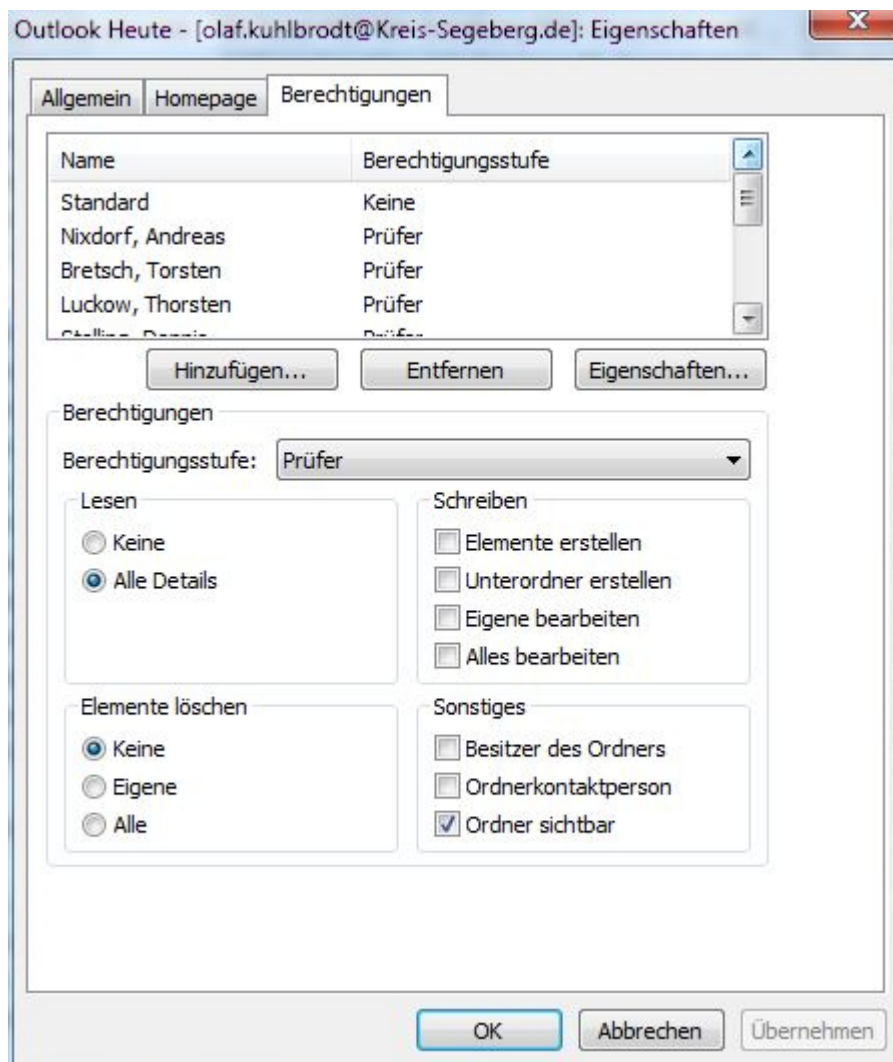 Outlook Heute - [olaf.kuhlbrodt@Kreis-Segeberg.de]: Eigenschaften
Allgemein Homepage Berechtigungen
Name Berechtigungsstufe
Standard Keine
Nixdorf, Andreas Prüfer
Bretsch, Torsten Prüfer
Luckow, Thorsten Prüfer
Hinzufügen... Entfernen Eigenschaften...
Berechtigungen
Berechtigungsstufe: Prüfer
Lesen
Keine
Alle Details
Schreiben
Elemente erstellen
Unterordner erstellen
Eigene bearbeiten
Alles bearbeiten
Elemente löschen
Keine
Eigene
Alle
Sonstiges
Besitzer des Ordners
Ordnerkontaktperson
Ordner sichtbar
OK Abbrechen Übernehmen